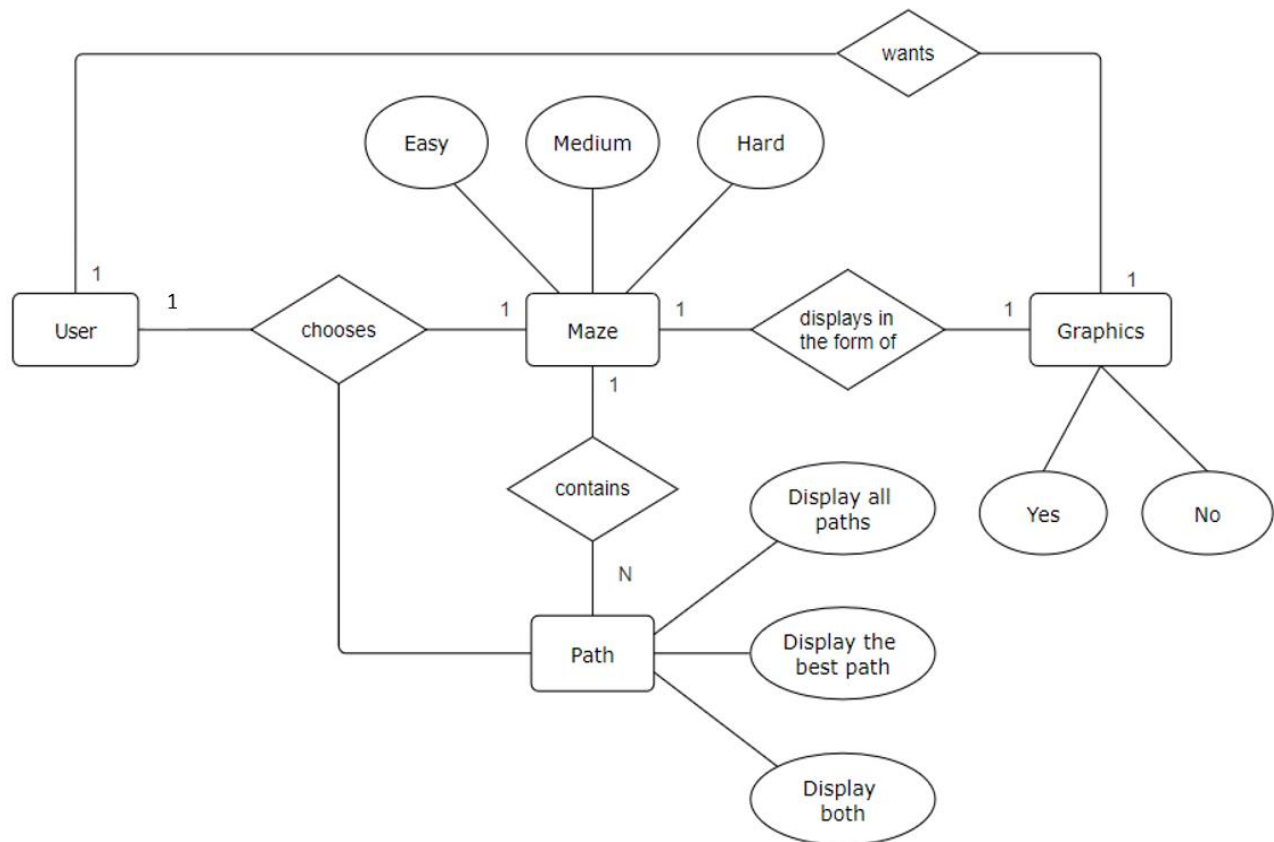 wants
Easy
Medium
Hard
1
1
User
1
chooses
1
Maze
1
displays in
the form of
1
Graphics
1
contains
N
Path
Display all
paths
Display the
best path
Display
both
Yes
No